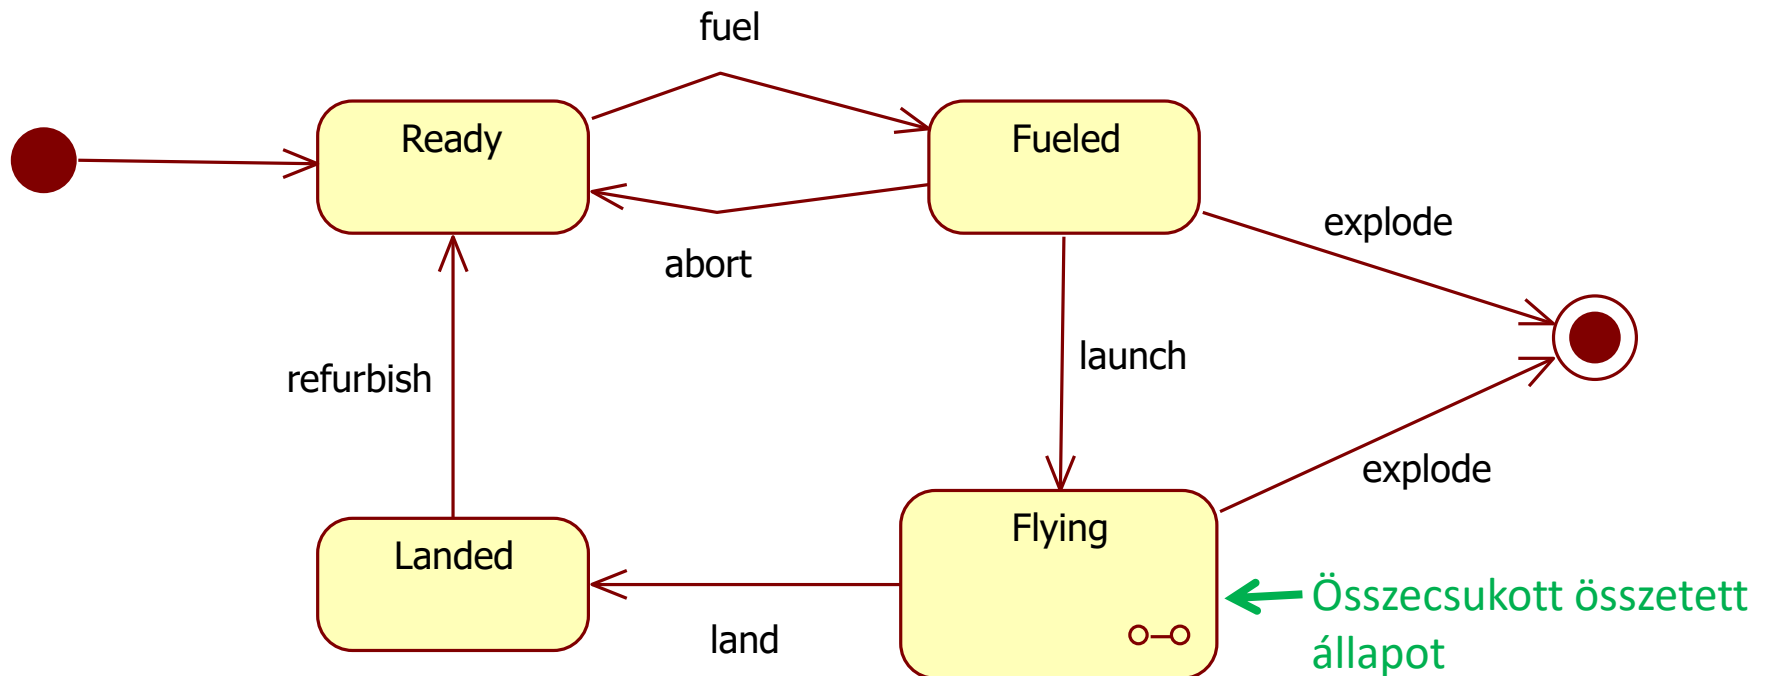 fuel
Ready
Fueled
explode
abort
launch
refurbish
explode
Flying
Landed
Összecsukott összetett
állapot
land